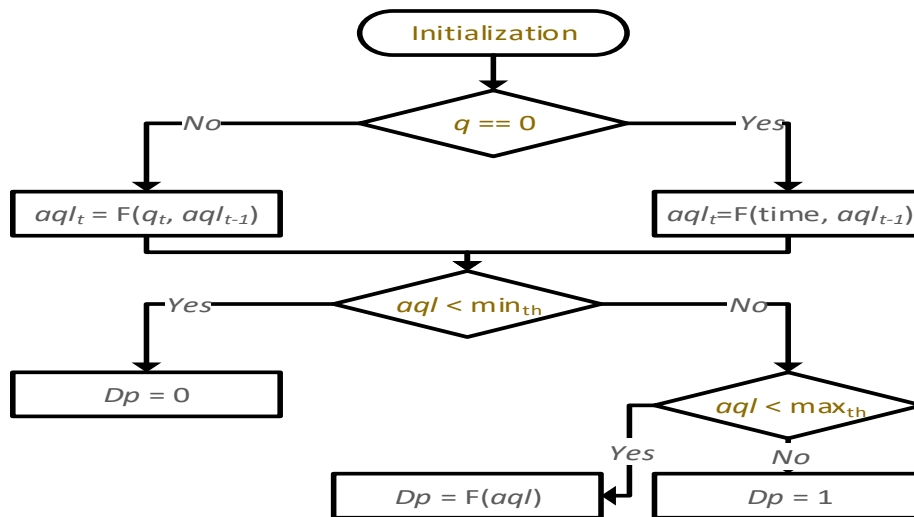 Initialization
q == 0
No
Yes
aqlₜ = F(qₜ, aqlₜ₋₁)
aqlₜ=F(time, aqlₜ₋₁)
aql < minₜₕ
Yes
No
Dp = 0
aql < maxₜₕ
Yes
No
Dp = F(aql)
Dp = 1